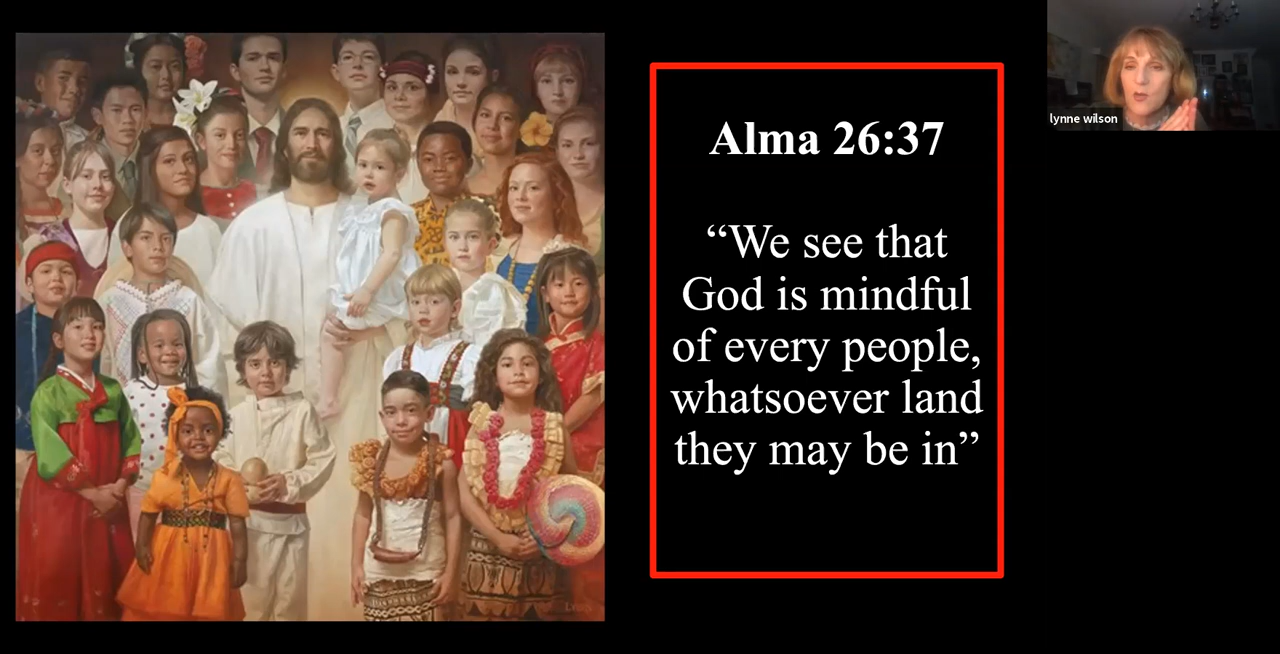 Alma 26:37
“We see that
God is mindful
of every people,
whatsoever land
they may be in”
lynne wilson